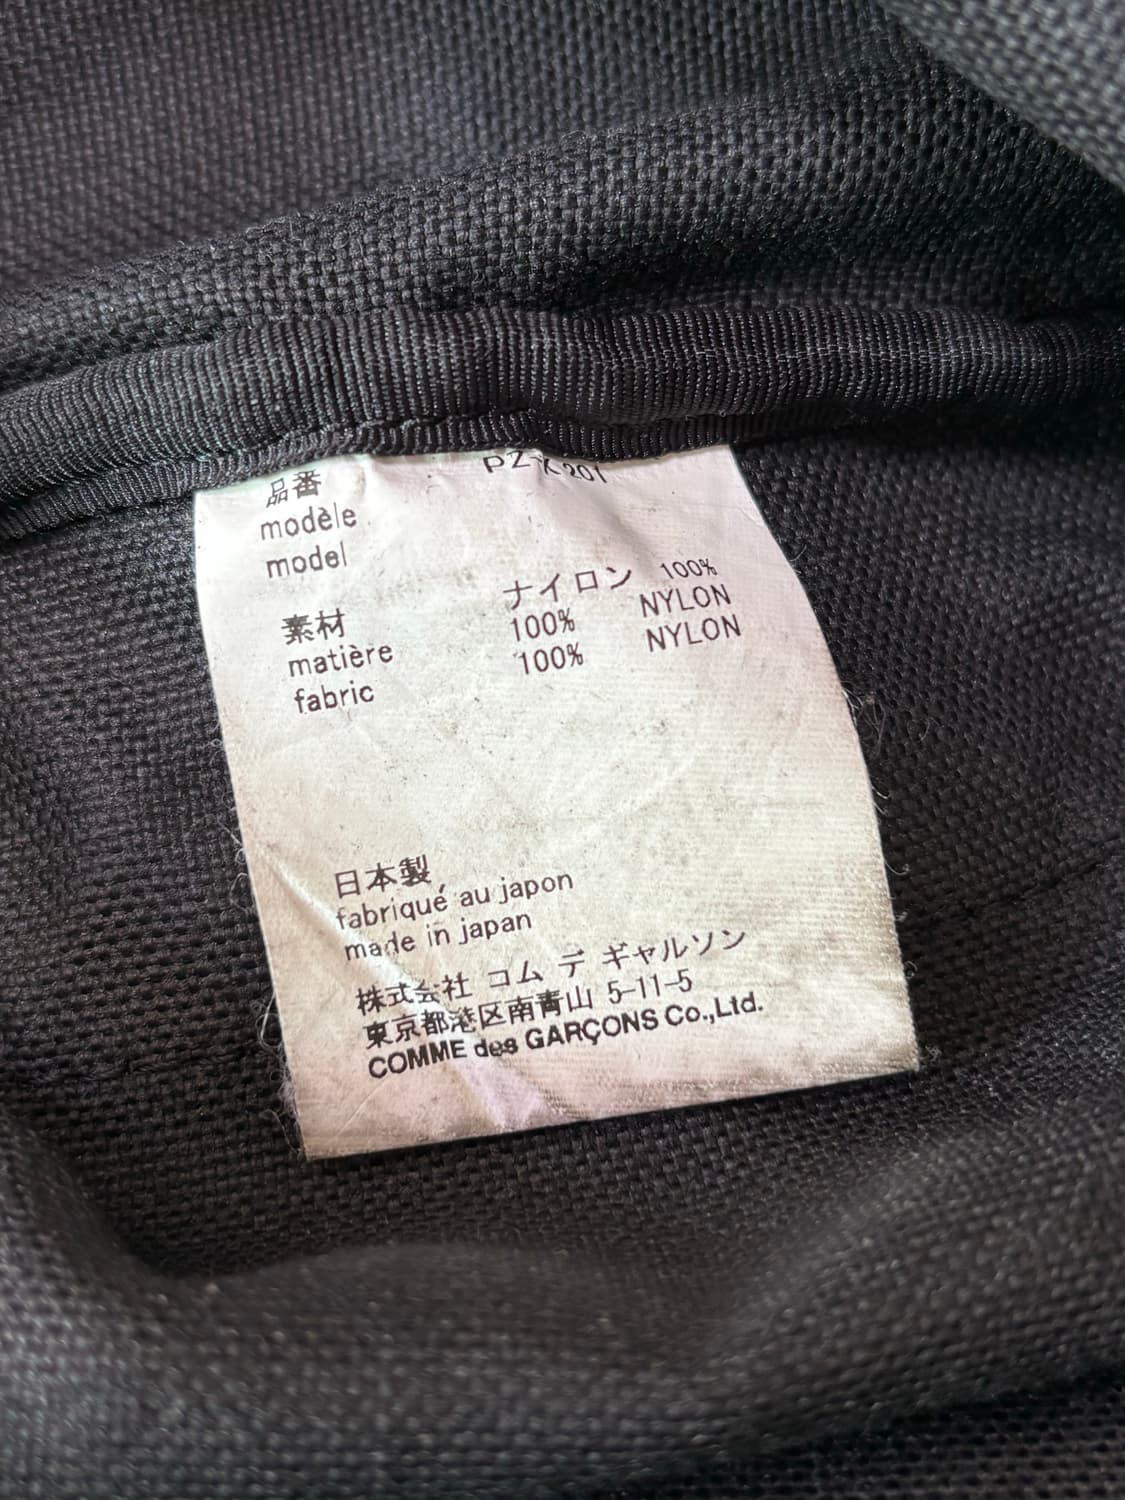 品番 PZ-K201
modèle
model
素材 ナイロン 100%
matière 100% NYLON
fabric 100% NYLON
日本製
fabriqué au japon
made in japan
株式会社 コム デ ギャルソン
東京都港区南青山 5-11-5
COMME des GARÇONS Co.,Ltd.